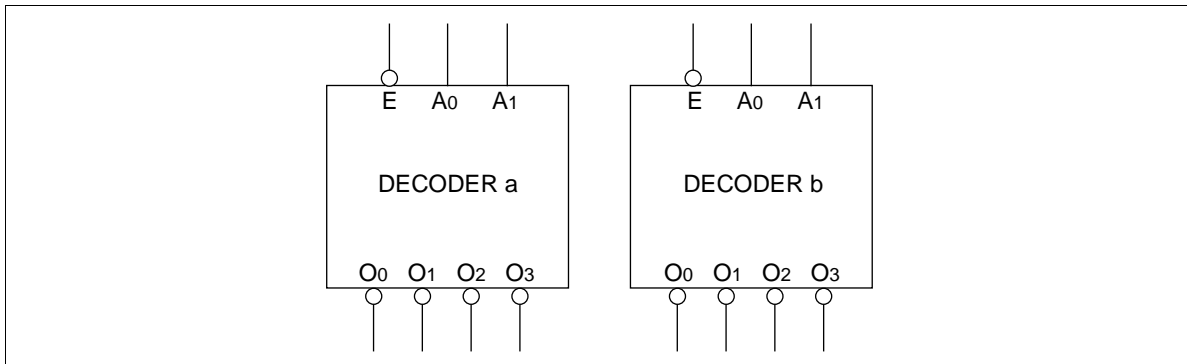 E A0 A1 E A0 A1
DECODER a DECODER b
O0 O1 O2 O3 O0 O1 O2 O3